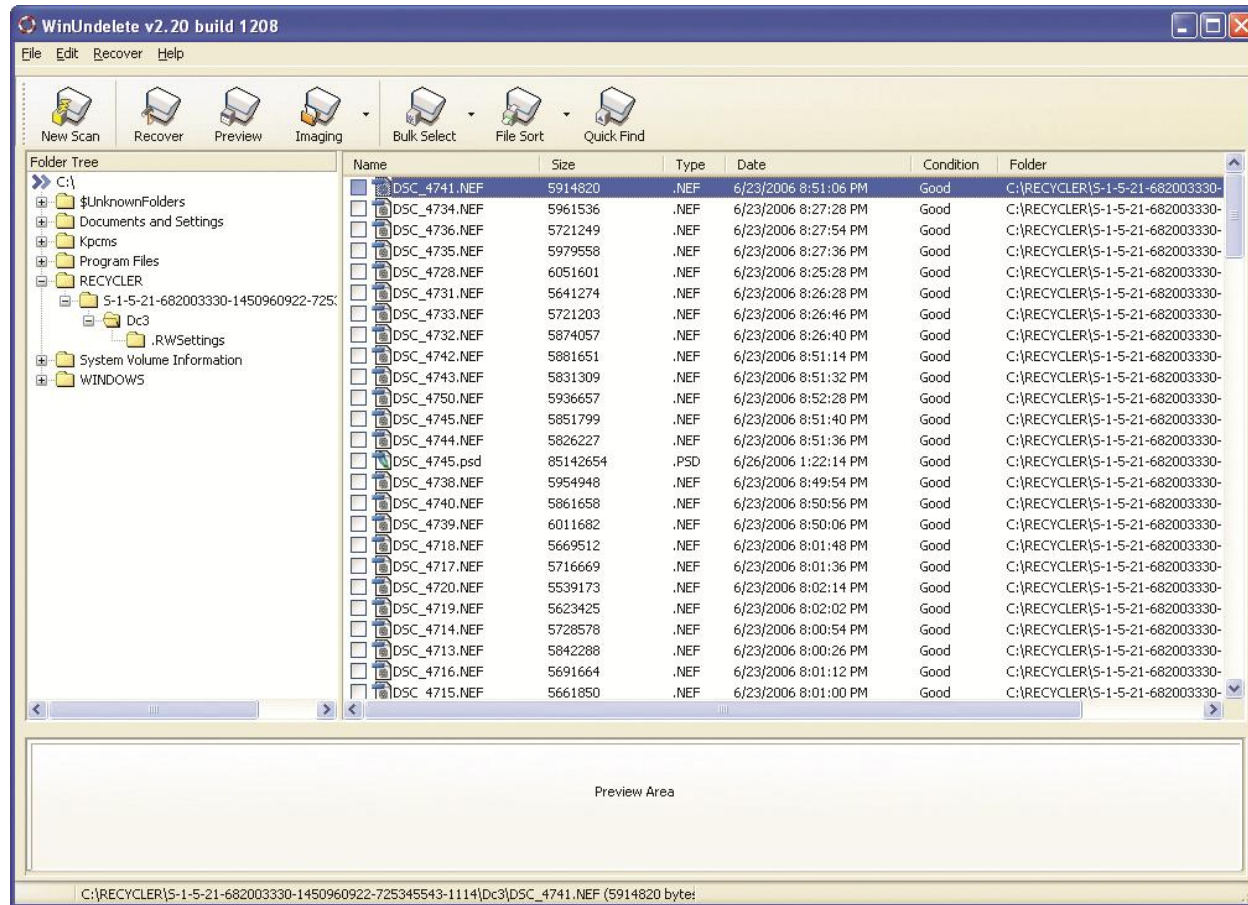 WinUndelete v2.20 build 1208
File Edit Recover Help
New Scan Recover Preview Imaging Bulk Select File Sort Quick Find
Folder Tree
C:\
$UnknownFolders
Documents and Settings
Kpcms
Program Files
RECYCLER
S-1-5-21-682003330-1450960922-725
Dc3
.RWSettings
System Volume Information
WINDOWS
Name Size Type Date Condition Folder
DSC_4741.NEF 5914820 .NEF 6/23/2006 8:51:06 PM Good C:\RECYCLER\S-1-5-21-682003330-
DSC_4734.NEF 5961536 .NEF 6/23/2006 8:27:28 PM Good C:\RECYCLER\S-1-5-21-682003330-
DSC_4736.NEF 5721249 .NEF 6/23/2006 8:27:54 PM Good C:\RECYCLER\S-1-5-21-682003330-
DSC_4735.NEF 5979558 .NEF 6/23/2006 8:27:36 PM Good C:\RECYCLER\S-1-5-21-682003330-
DSC_4728.NEF 6051601 .NEF 6/23/2006 8:25:28 PM Good C:\RECYCLER\S-1-5-21-682003330-
DSC_4731.NEF 5641274 .NEF 6/23/2006 8:26:28 PM Good C:\RECYCLER\S-1-5-21-682003330-
DSC_4733.NEF 5721203 .NEF 6/23/2006 8:26:46 PM Good C:\RECYCLER\S-1-5-21-682003330-
DSC_4732.NEF 5874057 .NEF 6/23/2006 8:26:40 PM Good C:\RECYCLER\S-1-5-21-682003330-
DSC_4742.NEF 5881651 .NEF 6/23/2006 8:51:14 PM Good C:\RECYCLER\S-1-5-21-682003330-
DSC_4743.NEF 5831309 .NEF 6/23/2006 8:51:32 PM Good C:\RECYCLER\S-1-5-21-682003330-
DSC_4750.NEF 5936657 .NEF 6/23/2006 8:52:28 PM Good C:\RECYCLER\S-1-5-21-682003330-
DSC_4745.NEF 5851799 .NEF 6/23/2006 8:51:40 PM Good C:\RECYCLER\S-1-5-21-682003330-
DSC_4744.NEF 5826227 .NEF 6/23/2006 8:51:36 PM Good C:\RECYCLER\S-1-5-21-682003330-
DSC_4745.psd 85142654 .PSD 6/26/2006 1:22:14 PM Good C:\RECYCLER\S-1-5-21-682003330-
DSC_4738.NEF 5954948 .NEF 6/23/2006 8:49:54 PM Good C:\RECYCLER\S-1-5-21-682003330-
DSC_4740.NEF 5861658 .NEF 6/23/2006 8:50:56 PM Good C:\RECYCLER\S-1-5-21-682003330-
DSC_4739.NEF 6011682 .NEF 6/23/2006 8:50:06 PM Good C:\RECYCLER\S-1-5-21-682003330-
DSC_4718.NEF 5669512 .NEF 6/23/2006 8:01:48 PM Good C:\RECYCLER\S-1-5-21-682003330-
DSC_4717.NEF 5716669 .NEF 6/23/2006 8:01:36 PM Good C:\RECYCLER\S-1-5-21-682003330-
DSC_4720.NEF 5539173 .NEF 6/23/2006 8:02:14 PM Good C:\RECYCLER\S-1-5-21-682003330-
DSC_4719.NEF 5623425 .NEF 6/23/2006 8:02:02 PM Good C:\RECYCLER\S-1-5-21-682003330-
DSC_4714.NEF 5728578 .NEF 6/23/2006 8:00:54 PM Good C:\RECYCLER\S-1-5-21-682003330-
DSC_4713.NEF 5842288 .NEF 6/23/2006 8:00:26 PM Good C:\RECYCLER\S-1-5-21-682003330-
DSC_4716.NEF 5691664 .NEF 6/23/2006 8:01:12 PM Good C:\RECYCLER\S-1-5-21-682003330-
DSC_4715.NEF 5661850 .NEF 6/23/2006 8:01:00 PM Good C:\RECYCLER\S-1-5-21-682003330-
Preview Area
C:\RECYCLER\S-1-5-21-682003330-1450960922-725345543-1114\Dc3\DSC_4741.NEF (5914820 bytes